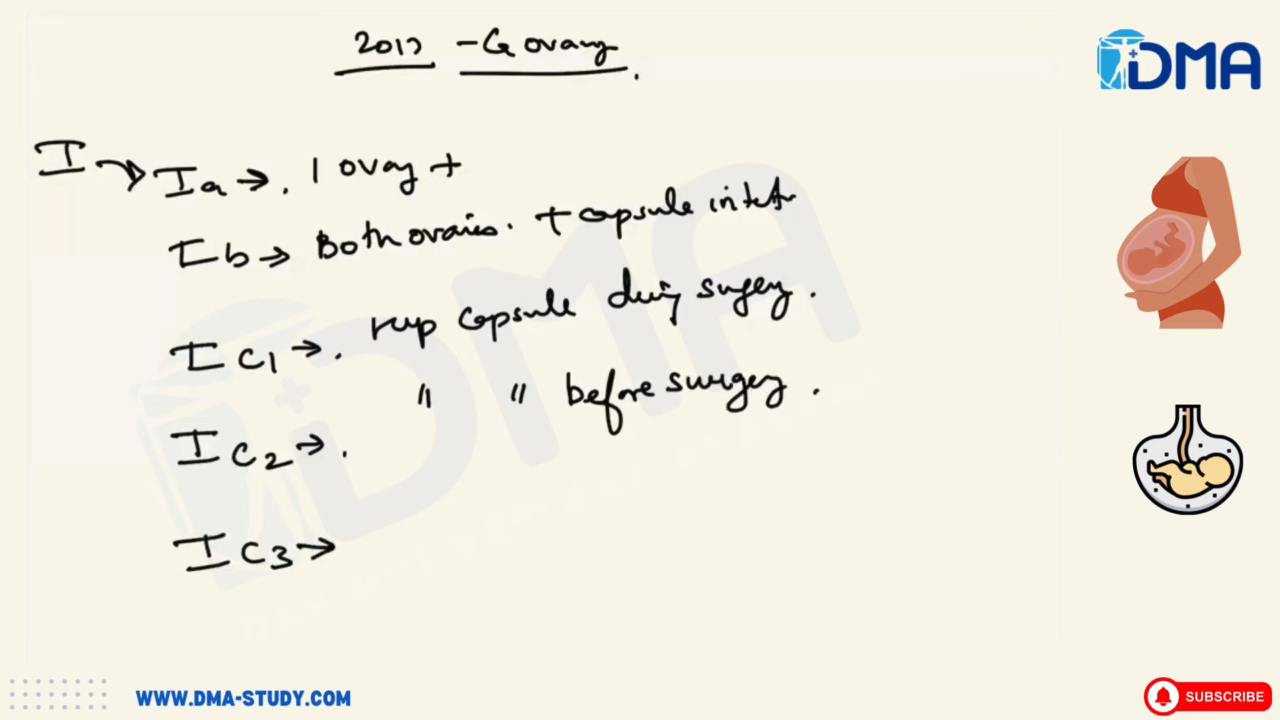 2017 - Ca ovary.
DMA
I → Ia → . 1 ovary +
Ib → Both ovaries. + capsule intact
IC1 → . rup capsule during surgery.
IC2 → . " " before surgery.
IC3 →
WWW.DMA-STUDY.COM
SUBSCRIBE